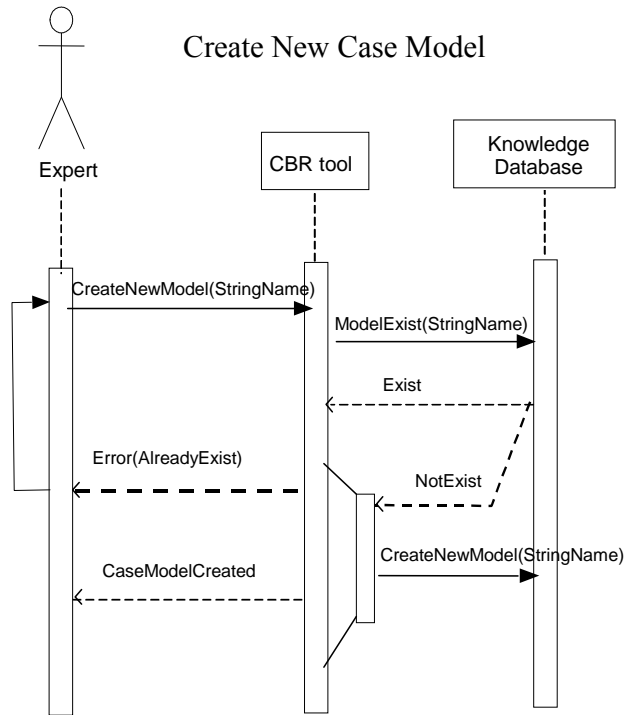 Create New Case Model
Expert
CBR tool
Knowledge
Database
CreateNewModel(StringName)
ModelExist(StringName)
Exist
Error(AlreadyExist)
NotExist
CreateNewModel(StringName)
CaseModelCreated